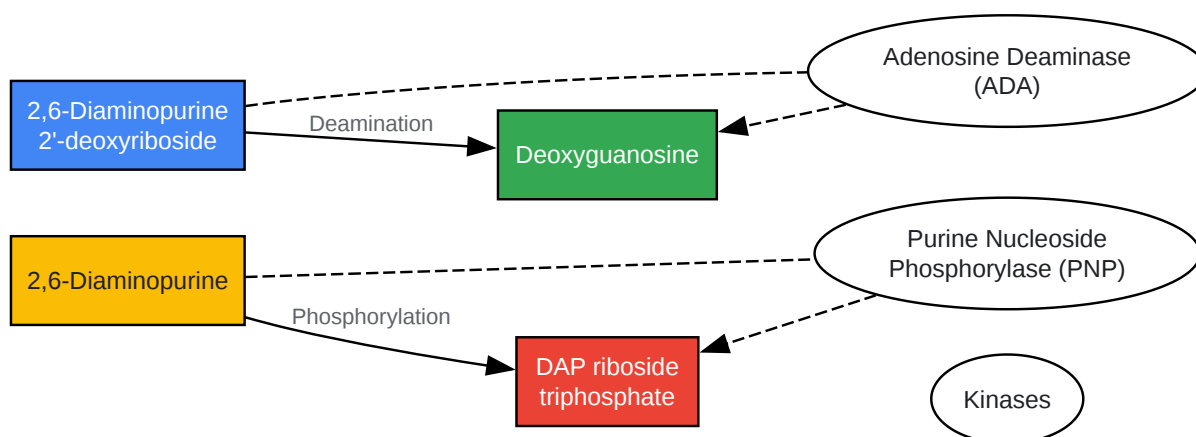 Adenosine Deaminase
(ADA)
2,6-Diaminopurine
2'-deoxyriboside
Deamination
Deoxyguanosine
Purine Nucleoside
Phosphorylase (PNP)
2,6-Diaminopurine
Phosphorylation
DAP riboside
triphosphate
Kinases